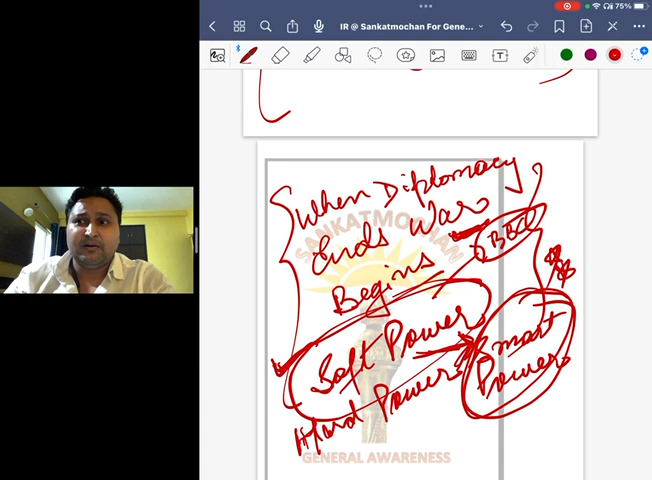 75%
IR @ Sankatmochan For Gene...
When Diplomacy
Ends War
Begins
BBC
Soft Power
Hard Power
Smart
Power
SANKATMOCHAN
GENERAL AWARENESS